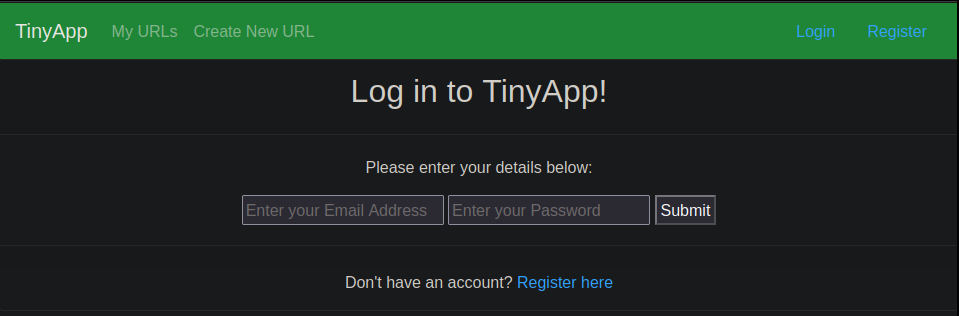 TinyApp My URLs Create New URL Login Register
Log in to TinyApp!
Please enter your details below:
Enter your Email Address Enter your Password Submit
Don't have an account? Register here